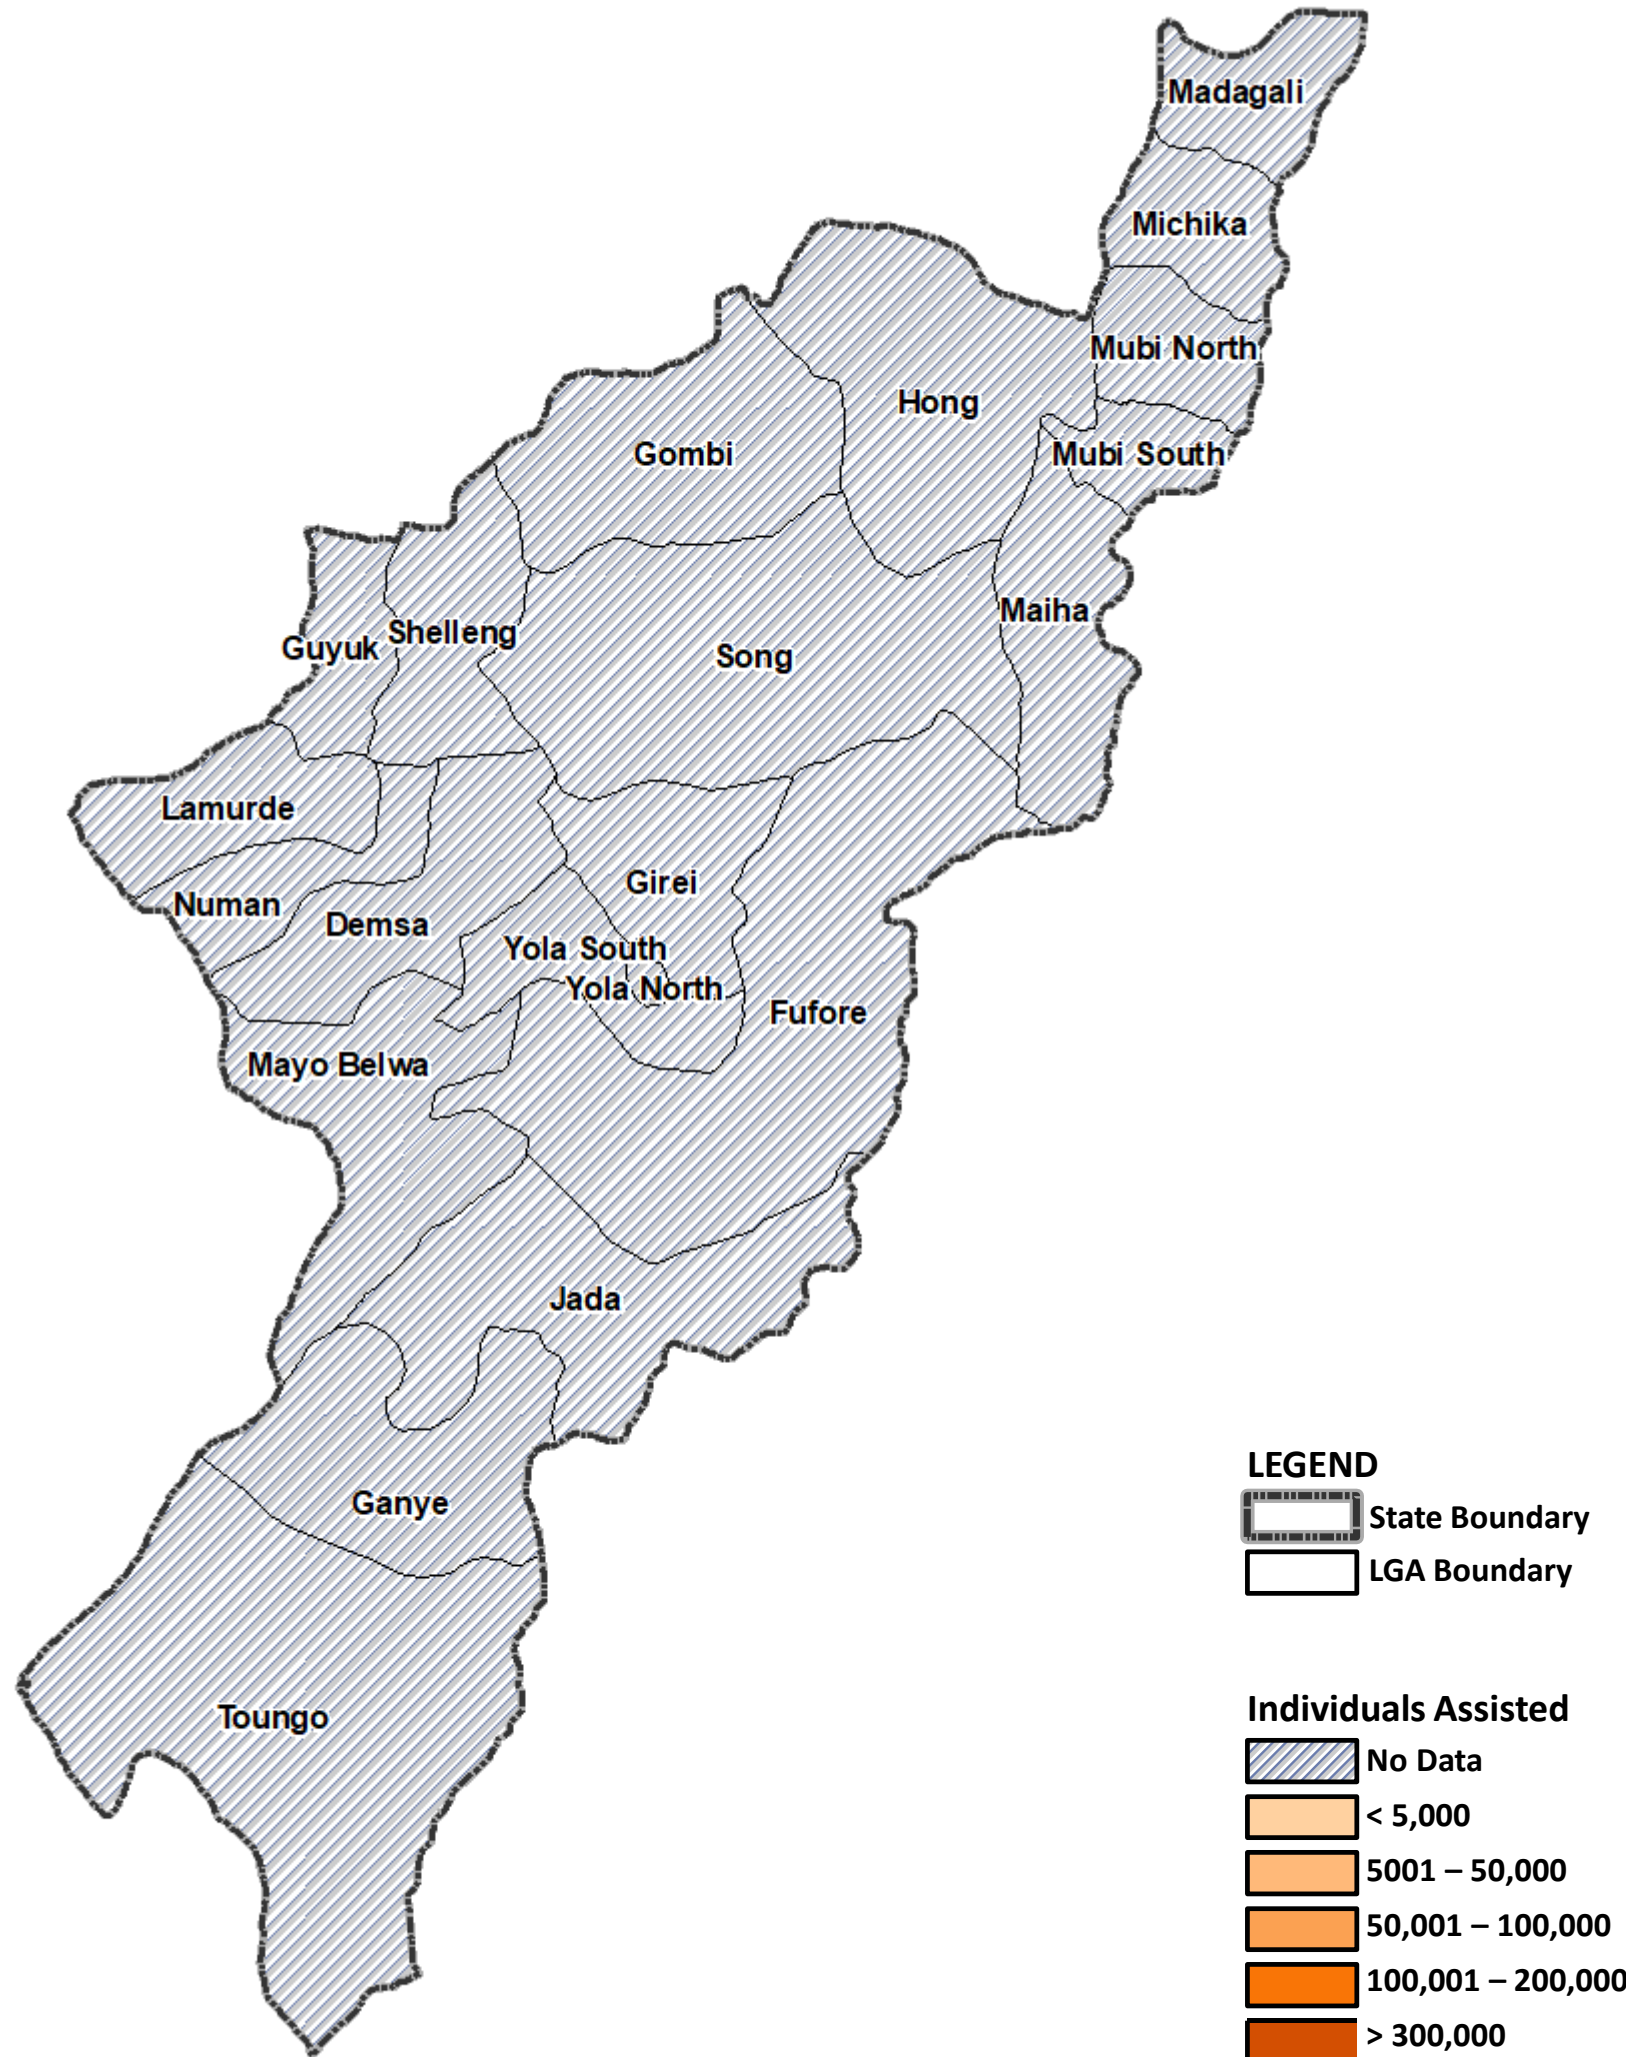 Madagali
Michika
Mubi North
Hong
Gombi
Mubi South
Maiha
Shelleng
Guyuk
Song
Lamurde
Girei
Numan
Demsa
Yola South
Yola North
Fufore
Mayo Belwa
Jada
Ganye
Toungo
LEGEND
State Boundary
LGA Boundary
Individuals Assisted
No Data
< 5,000
5001 – 50,000
50,001 – 100,000
100,001 – 200,000
> 300,000